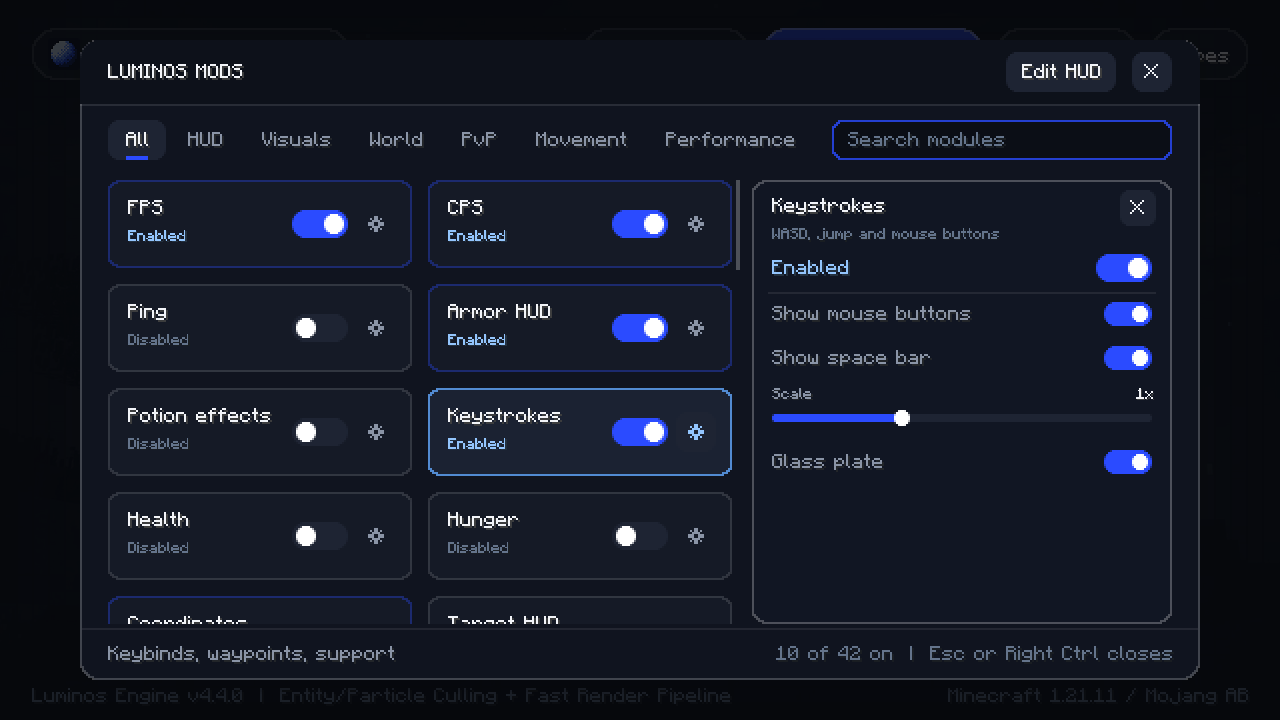 LUMINOS MODS
Edit HUD
All HUD Visuals World PvP Movement Performance
Search modules
FPS
Enabled
CPS
Enabled
Ping
Disabled
Armor HUD
Enabled
Potion effects
Disabled
Keystrokes
Enabled
Health
Disabled
Hunger
Disabled
Coordinates
Target HUD
Keystrokes
WASD, jump and mouse buttons
Enabled
Show mouse buttons
Show space bar
Scale 1x
Glass plate
Keybinds, waypoints, support
10 of 42 on | Esc or Right Ctrl closes
Luminos Engine v4.4.0 | Entity/Particle Culling + Fast Render Pipeline
Minecraft 1.21.11 / Mojang AB